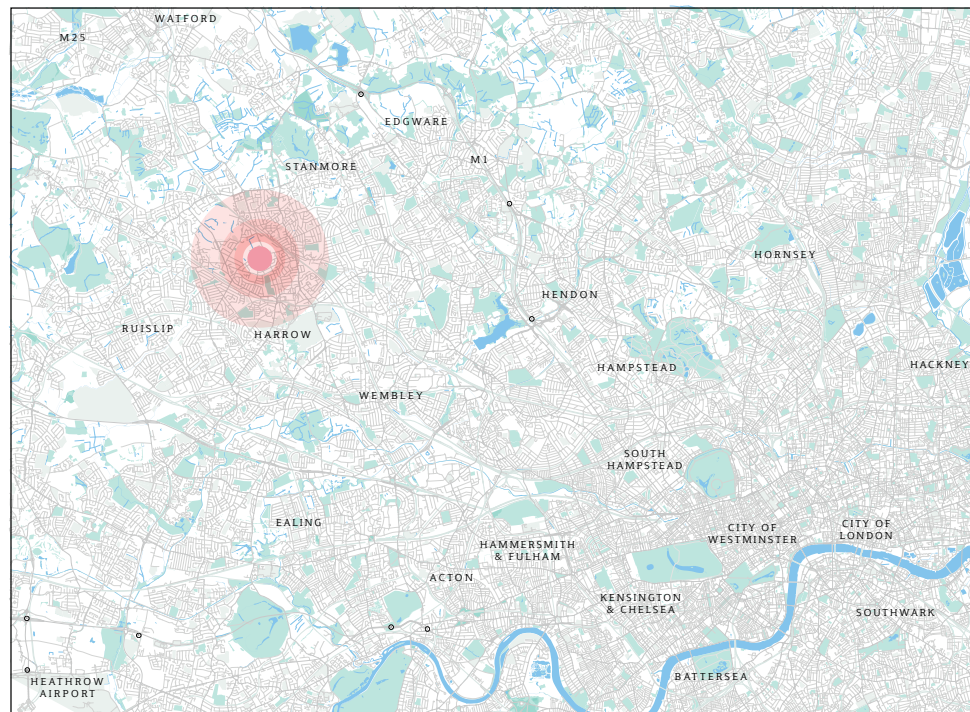 WATFORD
M25
EDGWARE
M1
STANMORE
HORNSEY
HENDON
RUISLIP
HARROW
HAMPSTEAD
HACKNEY
WEMBLEY
SOUTH
HAMPSTEAD
EALING
CITY OF
WESTMINSTER
CITY OF
LONDON
HAMMERSMITH
& FULHAM
ACTON
KENSINGTON
& CHELSEA
SOUTHWARK
HEATHROW
AIRPORT
BATTERSEA